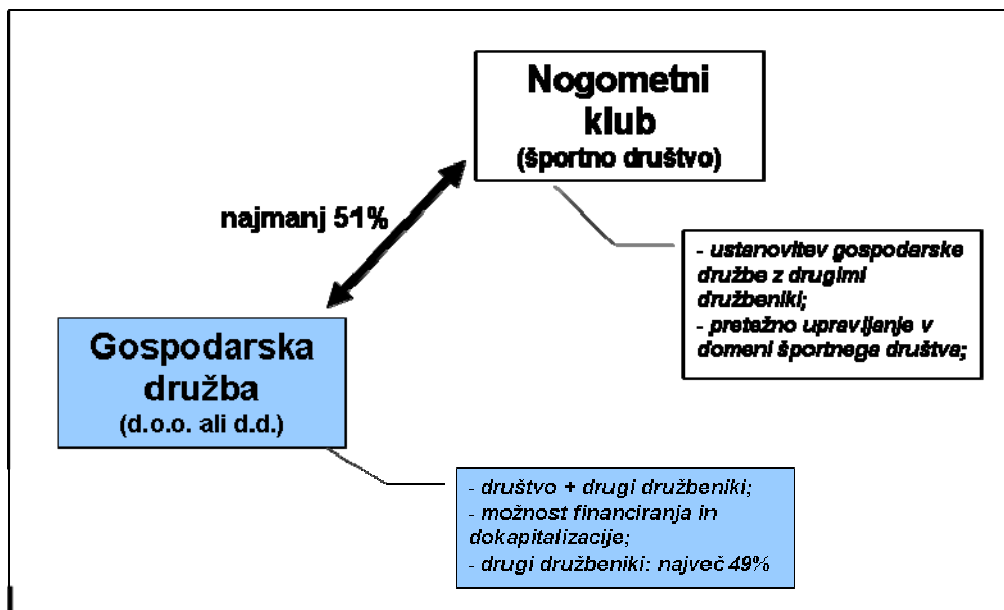 Nogometni
klub
(športno društvo)
najmanj 51%
- ustanovitev gospodarske
družbe z drugimi
družbeniki;
- pretežno upravljanje v
domeni športnega društva;
Gospodarska
družba
(d.o.o. ali d.d.)
- društvo + drugi družbeniki;
- možnost financiranja in
dokapitalizacije;
- drugi družbeniki: največ 49%